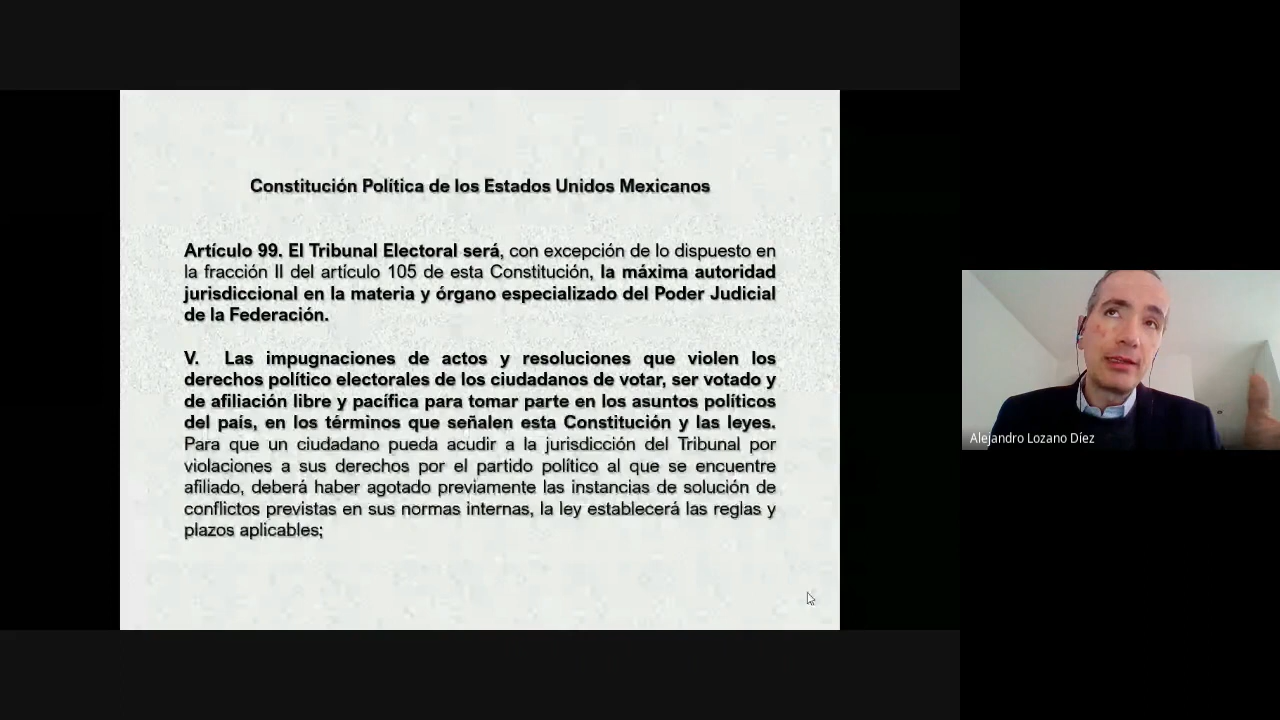 Constitución Política de los Estados Unidos Mexicanos
Artículo 99. El Tribunal Electoral será, con excepción de lo dispuesto en
la fracción II del artículo 105 de esta Constitución, la máxima autoridad
jurisdiccional en la materia y órgano especializado del Poder Judicial
de la Federación.
V. Las impugnaciones de actos y resoluciones que violen los
derechos político electorales de los ciudadanos de votar, ser votado y
de afiliación libre y pacífica para tomar parte en los asuntos políticos
del país, en los términos que señalen esta Constitución y las leyes.
Para que un ciudadano pueda acudir a la jurisdicción del Tribunal por
violaciones a sus derechos por el partido político al que se encuentre
afiliado, deberá haber agotado previamente las instancias de solución de
conflictos previstas en sus normas internas, la ley establecerá las reglas y
plazos aplicables;
Alejandro Lozano Díez